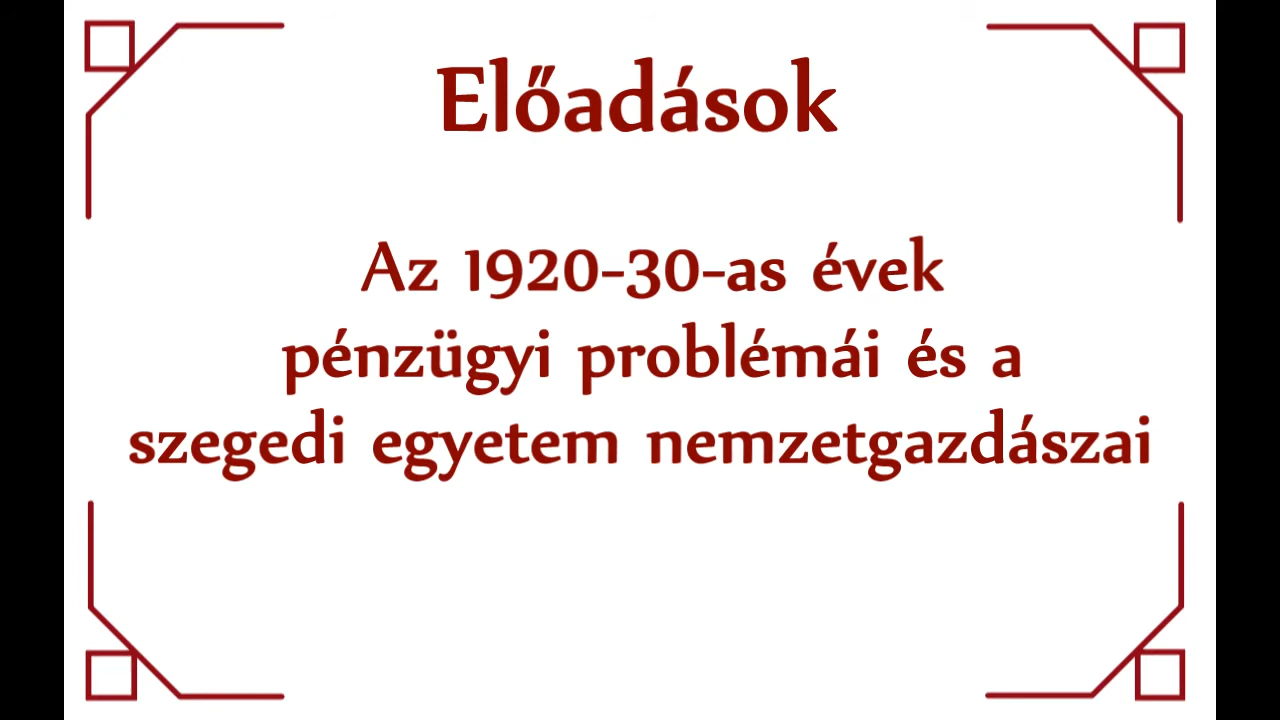 Előadások
Az 1920-30-as évek
pénzügyi problémái és a
szegedi egyetem nemzetgazdászai